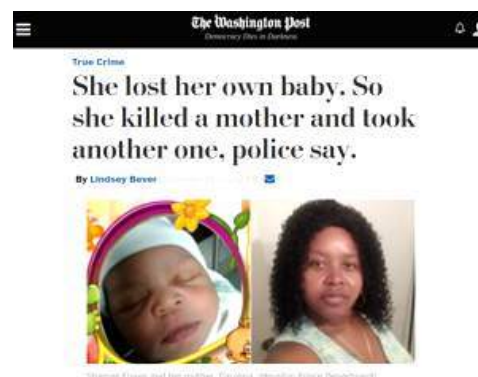 The Washington Post
Democracy Dies in Darkness
True Crime
She lost her own baby. So
she killed a mother and took
another one, police say.
By Lindsey Bever